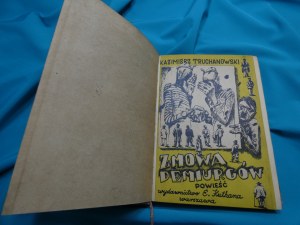 KAZIMIERZ TRUCHANOWSKI
ZMOWA
DEMIURGÓW
POWIEŚĆ
wydawnictwo E. Kuthana
warszawa